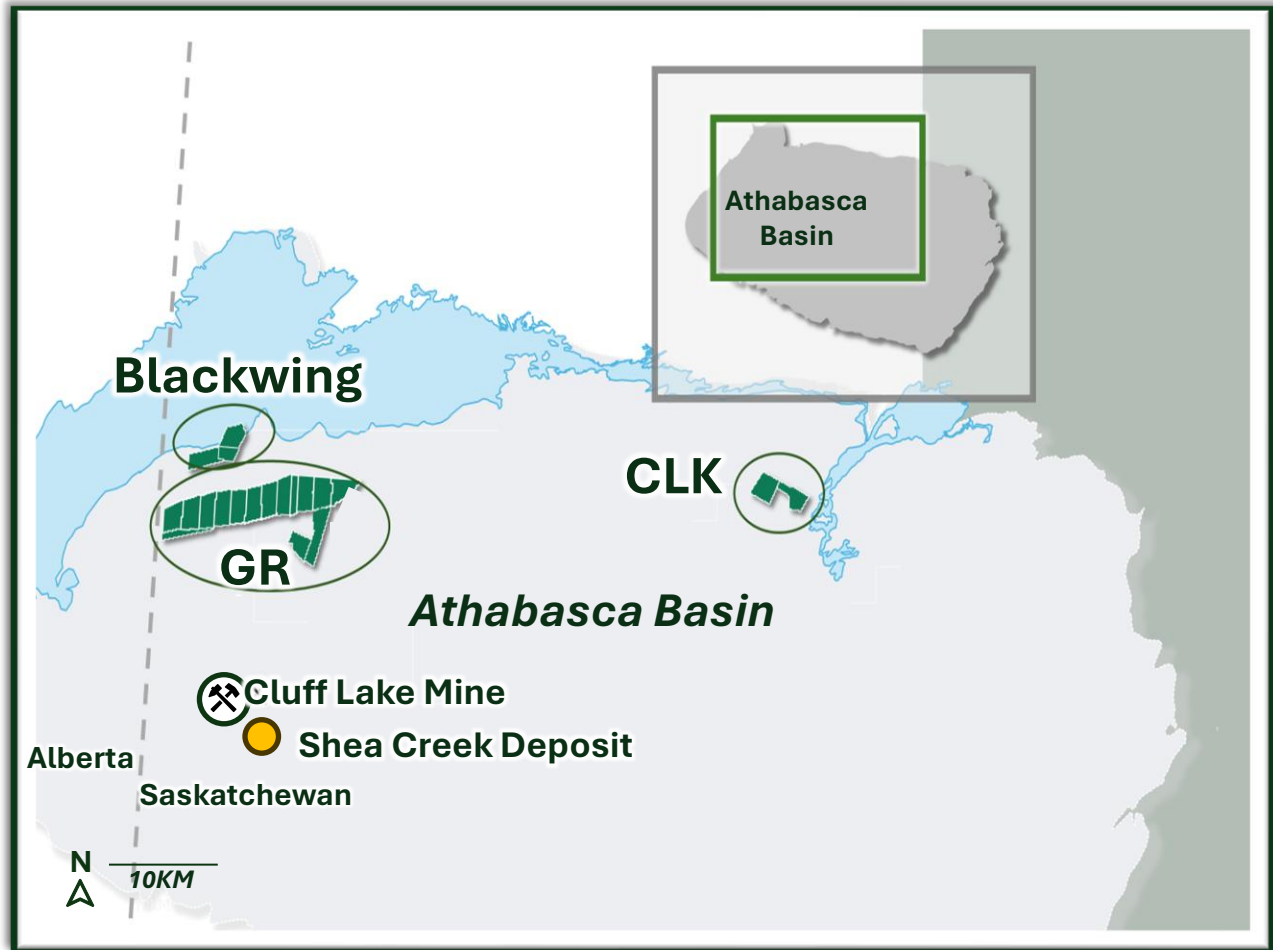 Athabasca
Basin
Blackwing
CLK
GR
Athabasca Basin
Cluff Lake Mine
Shea Creek Deposit
Alberta
Saskatchewan
N
10KM